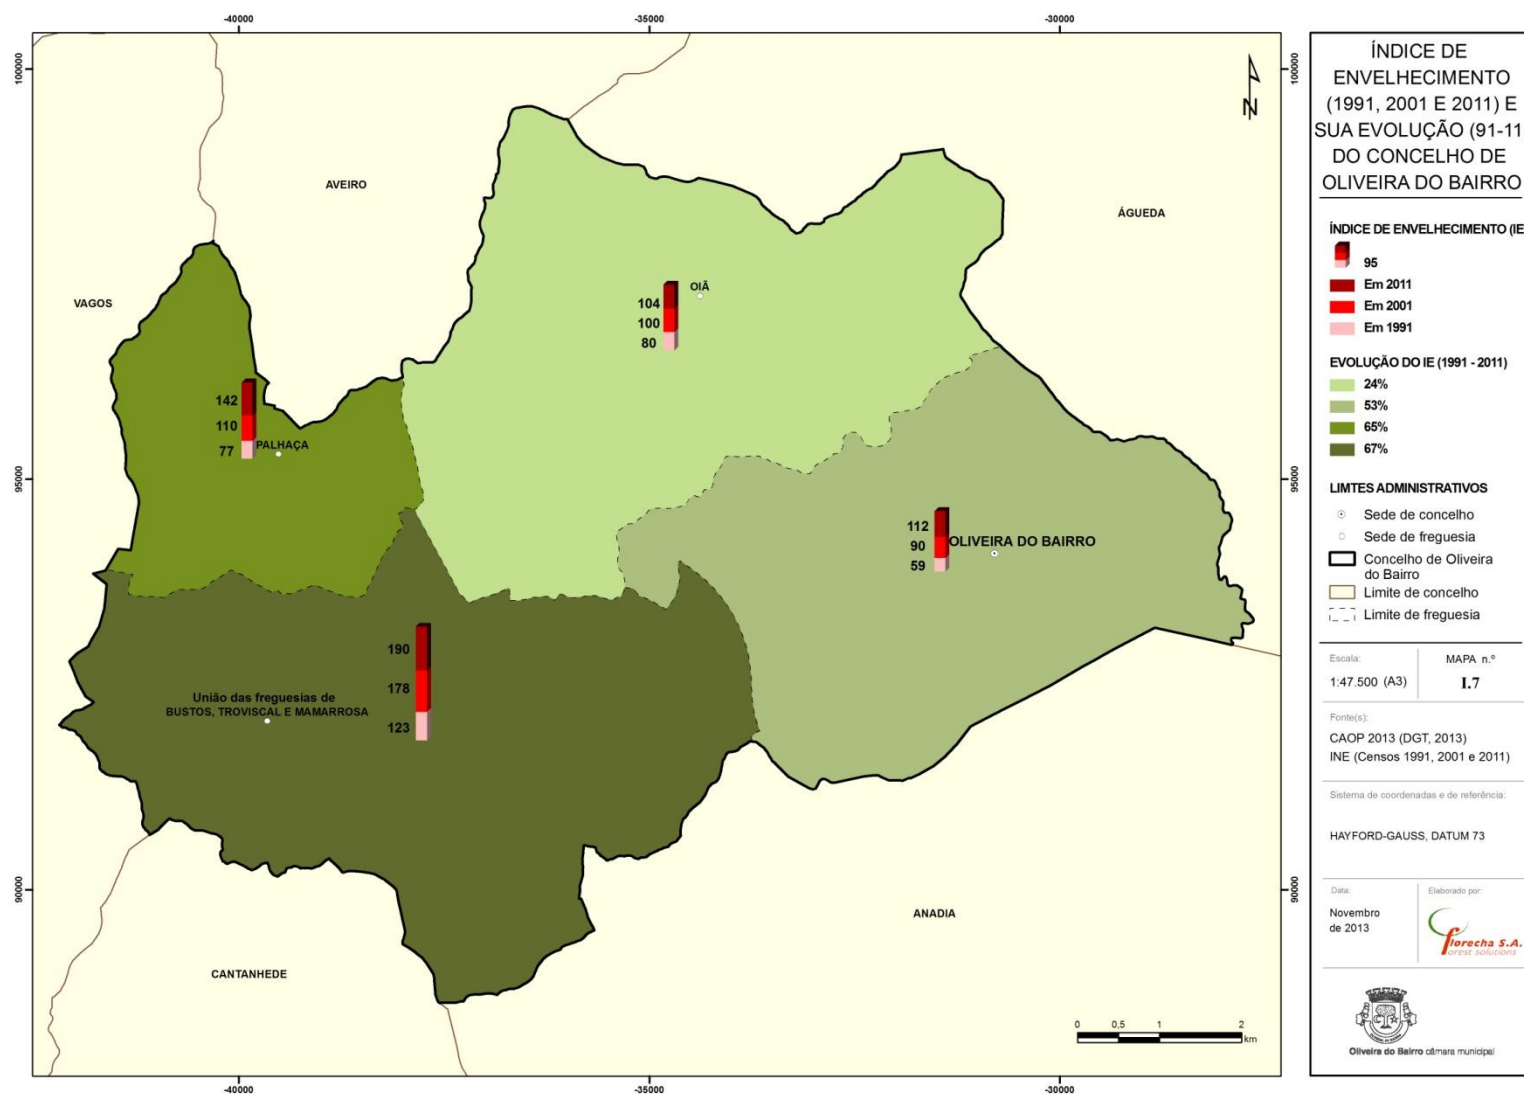 -40000
-35000
-30000
100000
100000
95000
95000
90000
90000
N
AVEIRO
ÁGUEDA
VAGOS
OIÃ
104
100
80
142
110
77
PALHAÇA
112
90
59
OLIVEIRA DO BAIRRO
190
178
123
União das freguesias de
BUSTOS, TROVISCAL E MAMARROSA
ANADIA
CANTANHEDE
0 0,5 1 2
km
-40000
-35000
-30000
ÍNDICE DE
ENVELHECIMENTO
(1991, 2001 E 2011) E
SUA EVOLUÇÃO (91-11
DO CONCELHO DE
OLIVEIRA DO BAIRRO
ÍNDICE DE ENVELHECIMENTO (IE
95
Em 2011
Em 2001
Em 1991
EVOLUÇÃO DO IE (1991 - 2011)
24%
53%
65%
67%
LIMTES ADMINISTRATIVOS
Sede de concelho
Sede de freguesia
Concelho de Oliveira
do Bairro
Limite de concelho
Limite de freguesia
Escala:
1:47.500 (A3)
MAPA n.º
I.7
Fonte(s):
CAOP 2013 (DGT, 2013)
INE (Censos 1991, 2001 e 2011)
Sistema de coordenadas e de referência:
HAYFORD-GAUSS, DATUM 73
Data:
Novembro
de 2013
Elaborado por:
florecha S.A.
forest solutions
Oliveira do Bairro câmara municipal